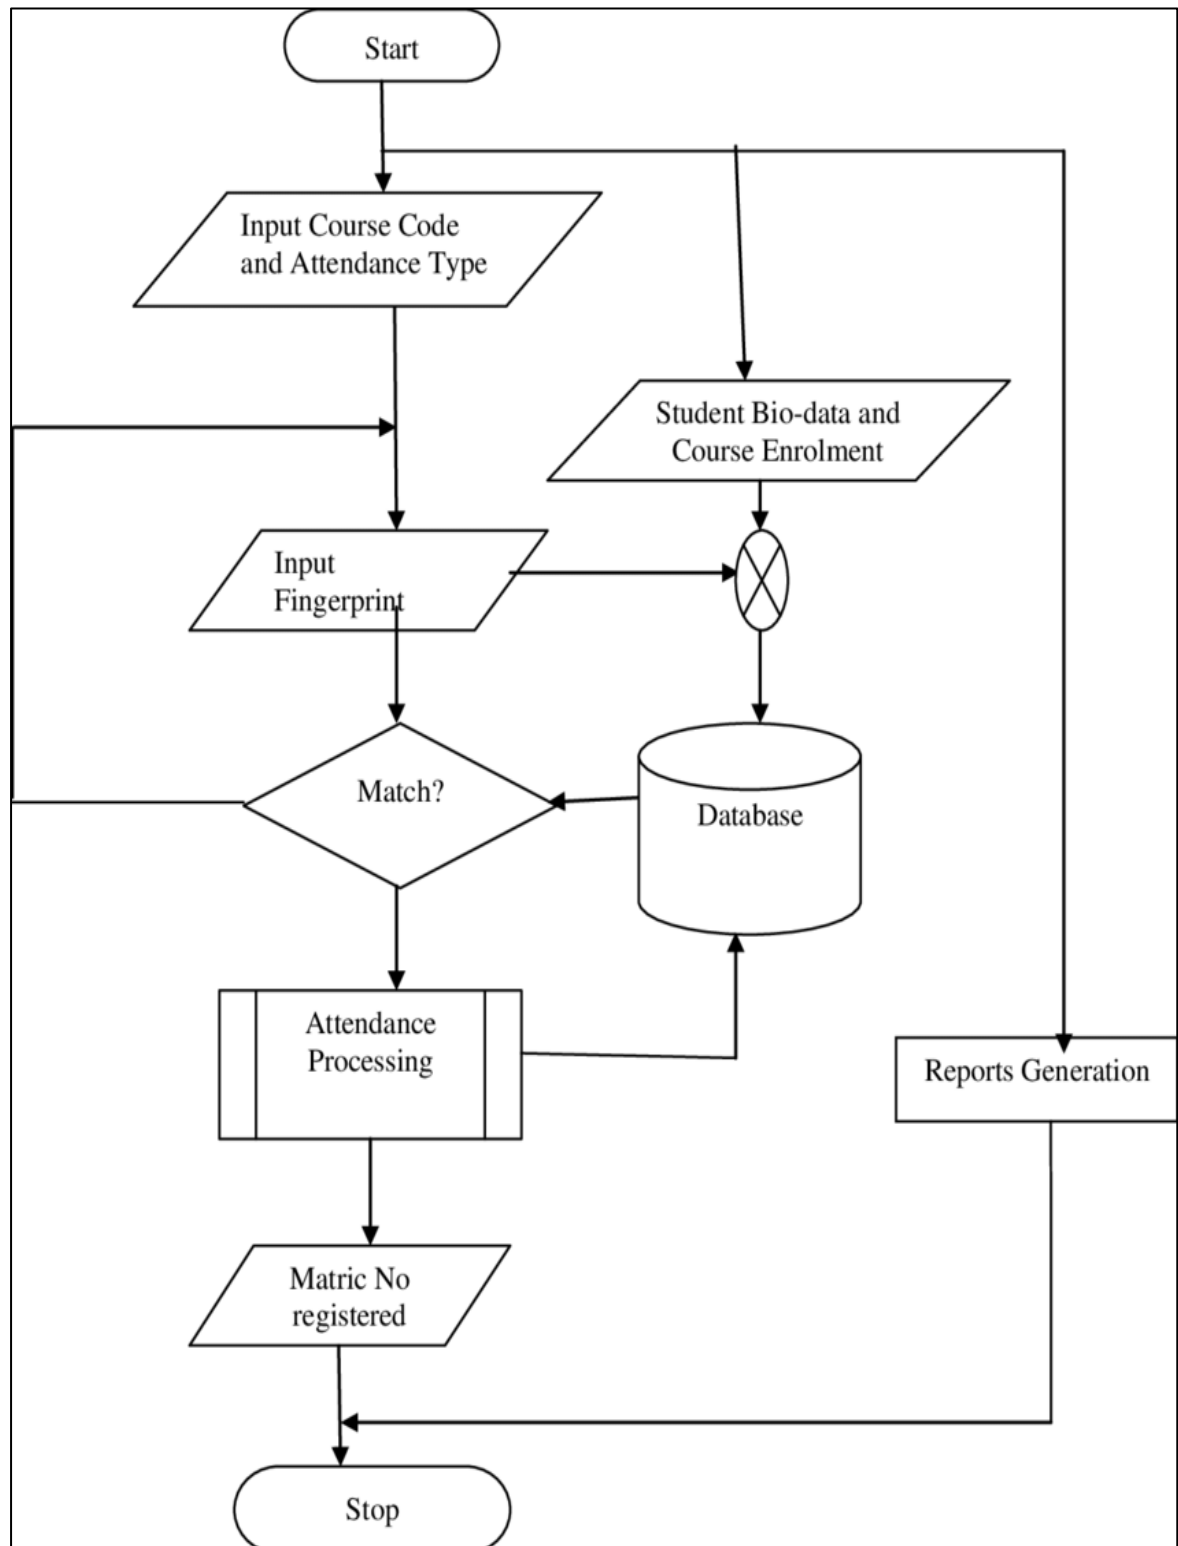 Start
Input Course Code
and Attendance Type
Student Bio-data and
Course Enrolment
Input
Fingerprint
Match?
Database
Attendance
Processing
Reports Generation
Matric No
registered
Stop